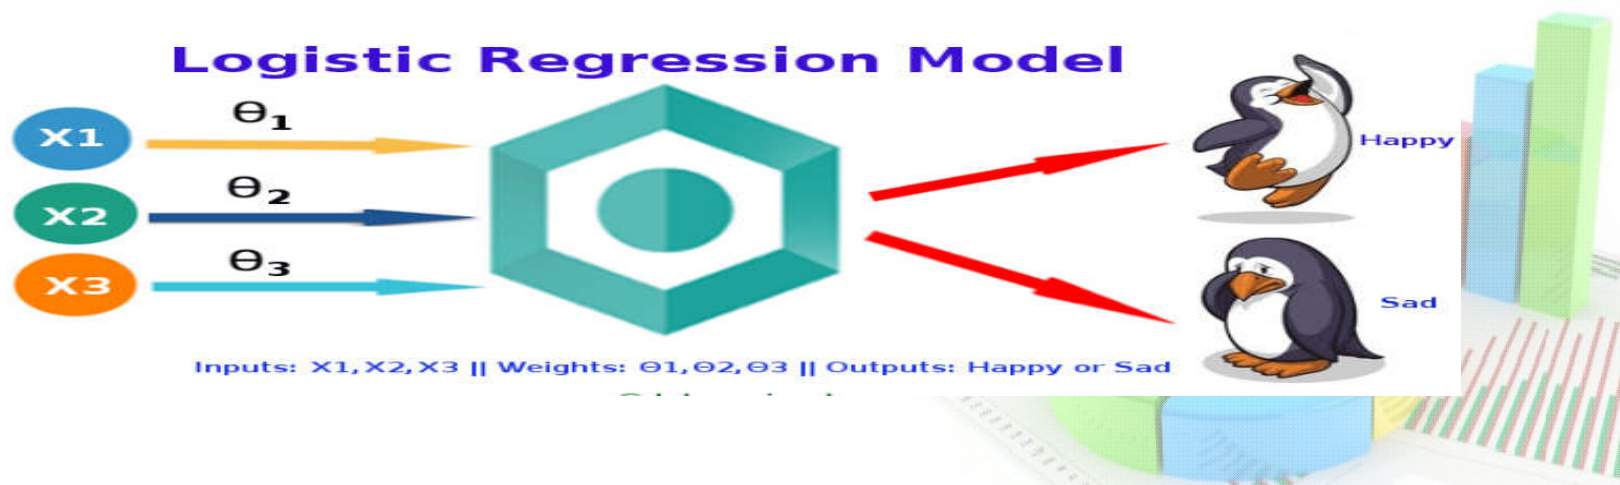 Logistic Regression Model
X1
Θ1
X2
Θ2
X3
Θ3
Happy
Sad
Inputs: X1,X2,X3 || Weights: Θ1,Θ2,Θ3 || Outputs: Happy or Sad